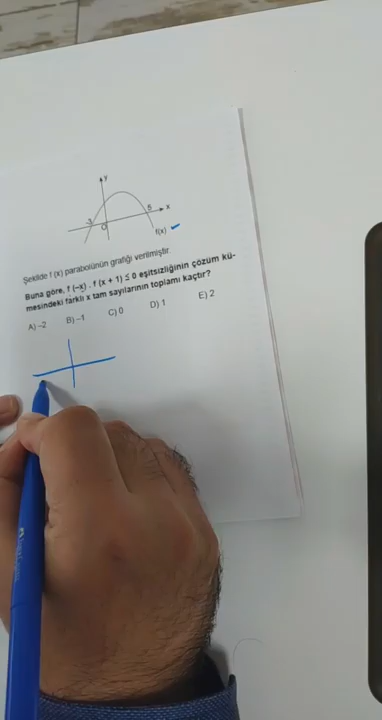 y
-3
O
5
x
f(x)
Şekilde f (x) parabolünün grafiği verilmiştir.
Buna göre, f (–x) . f (x + 1) ≤ 0 eşitsizliğinin çözüm kü-
mesindeki farklı x tam sayılarının toplamı kaçtır?
A) –2 B) –1 C) 0 D) 1 E) 2